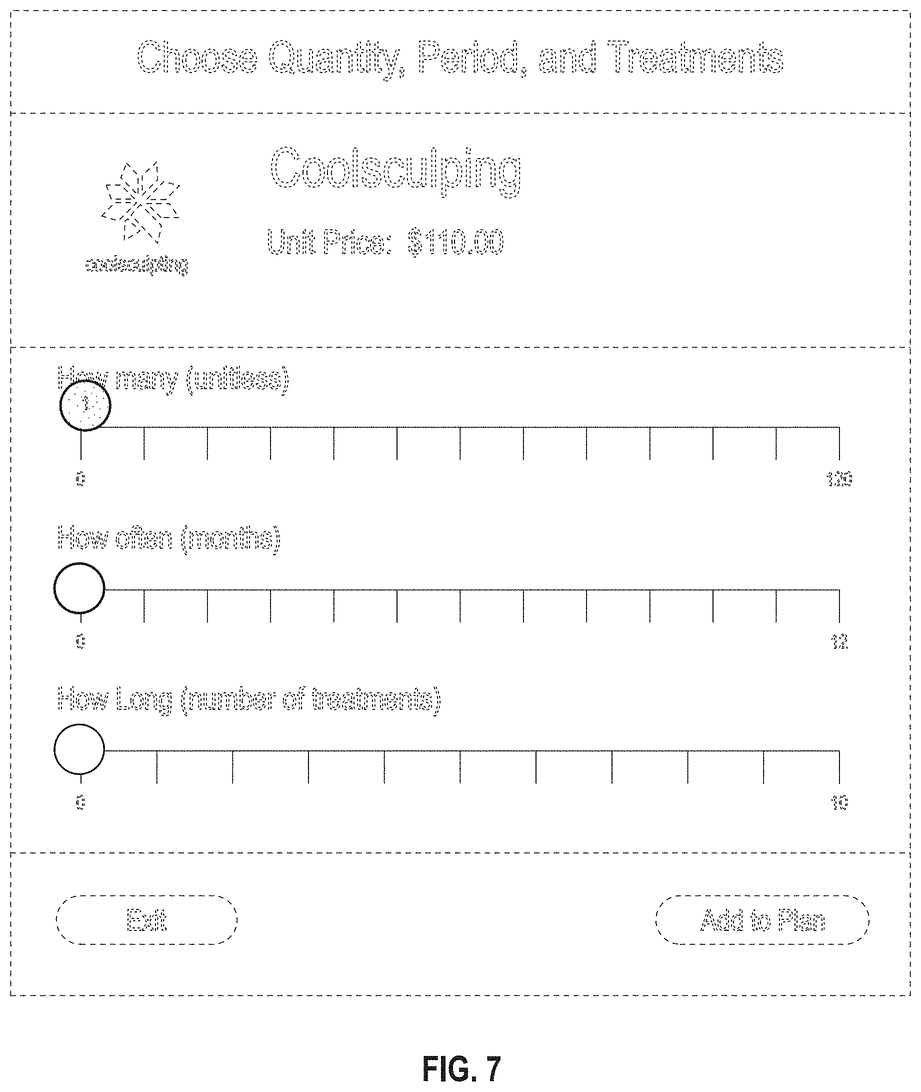 Choose Quantity, Period, and Treatments
Coolsculping
Unit Price: $110.00
coolsculpting
How many (unitless)
1
0 120
How often (months)
0 12
How Long (number of treatments)
0 10
Exit Add to Plan
FIG. 7